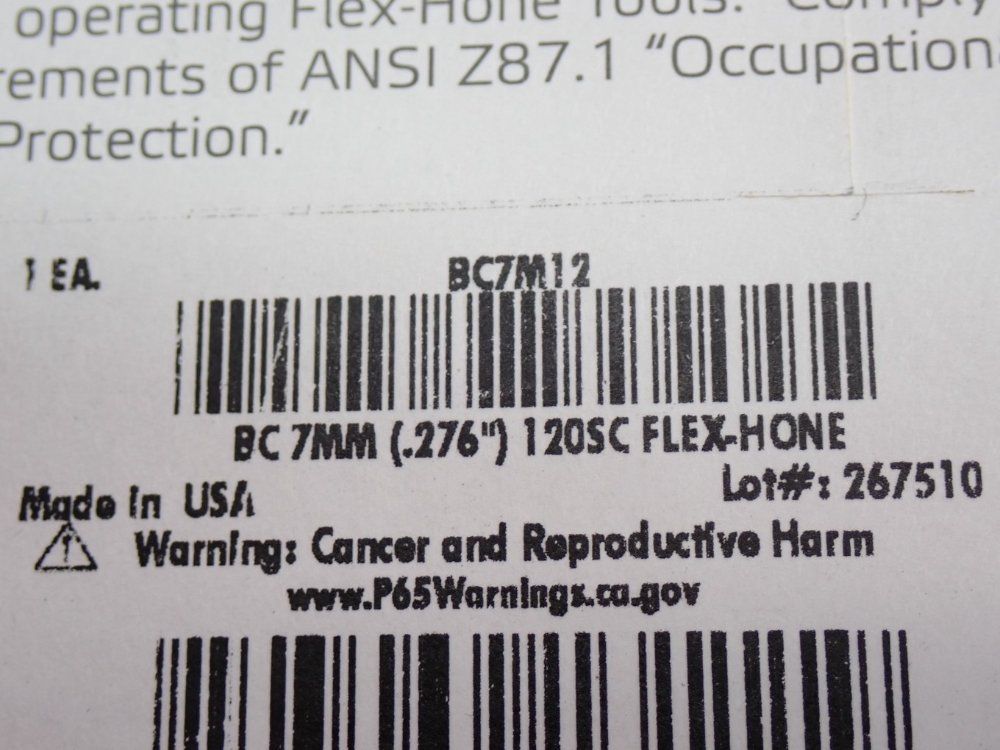 operating Flex-Hone Tools. "Comply
rements of ANSI Z87.1 "Occupationa
Protection."
1 EA.
BC7M12
BC 7MM (.276") 120SC FLEX-HONE
Lot#: 267510
Made in USA
Warning: Cancer and Reproductive Harm
www.P65Warnings.ca.gov